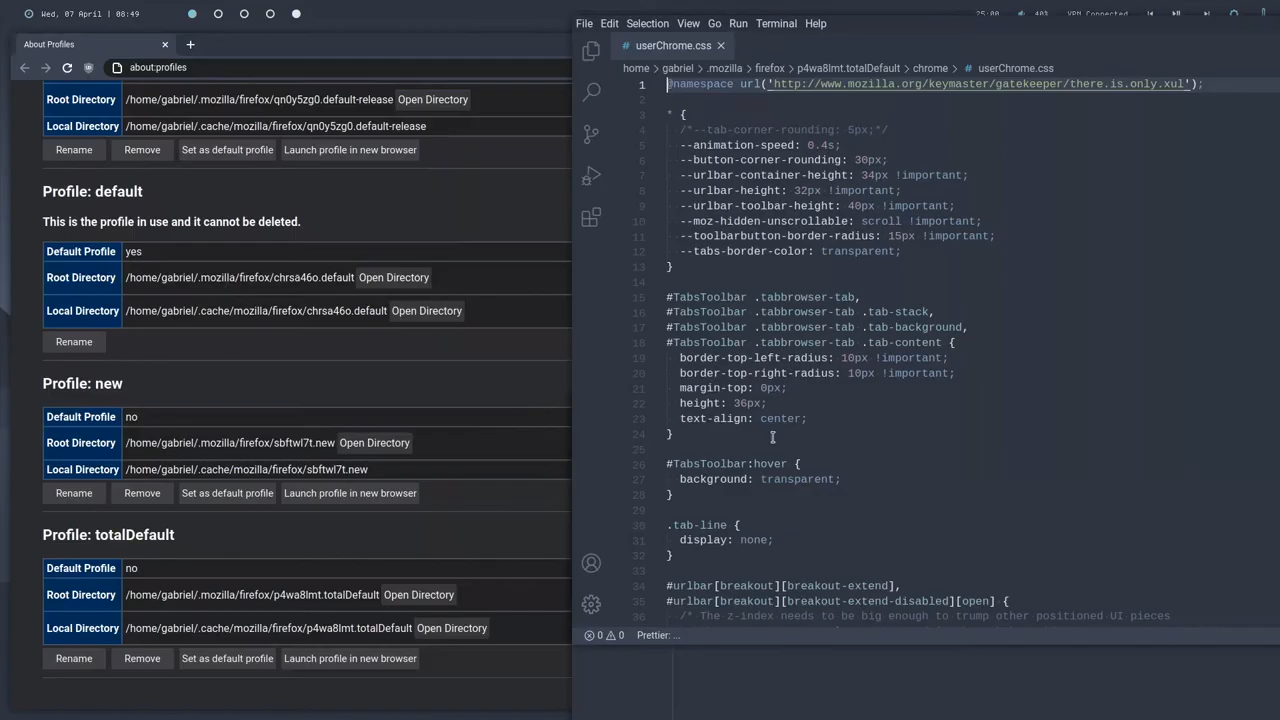 Wed, 07 April | 08:49
25:00
40%
VPN Connected
About Profiles
about:profiles
Root Directory /home/gabriel/.mozilla/firefox/qn0y5zg0.default-release Open Directory
Local Directory /home/gabriel/.cache/mozilla/firefox/qn0y5zg0.default-release
Rename Remove Set as default profile Launch profile in new browser
Profile: default
This is the profile in use and it cannot be deleted.
Default Profile yes
Root Directory /home/gabriel/.mozilla/firefox/chrsa46o.default Open Directory
Local Directory /home/gabriel/.cache/mozilla/firefox/chrsa46o.default Open Directory
Rename
Profile: new
Default Profile no
Root Directory /home/gabriel/.mozilla/firefox/sbftwl7t.new Open Directory
Local Directory /home/gabriel/.cache/mozilla/firefox/sbftwl7t.new
Rename Remove Set as default profile Launch profile in new browser
Profile: totalDefault
Default Profile no
Root Directory /home/gabriel/.mozilla/firefox/p4wa8lmt.totalDefault Open Directory
Local Directory /home/gabriel/.cache/mozilla/firefox/p4wa8lmt.totalDefault Open Directory
Rename Remove Set as default profile Launch profile in new browser
File Edit Selection View Go Run Terminal Help
# userChrome.css
home > gabriel > .mozilla > firefox > p4wa8lmt.totalDefault > chrome > # userChrome.css
1 @namespace url('http://www.mozilla.org/keymaster/gatekeeper/there.is.only.xul');
2
3 * {
4 /*--tab-corner-rounding: 5px;*/
5 --animation-speed: 0.4s;
6 --button-corner-rounding: 30px;
7 --urlbar-container-height: 34px !important;
8 --urlbar-height: 32px !important;
9 --urlbar-toolbar-height: 40px !important;
10 --moz-hidden-unscrollable: scroll !important;
11 --toolbarbutton-border-radius: 15px !important;
12 --tabs-border-color: transparent;
13 }
14
15 #TabsToolbar .tabbrowser-tab,
16 #TabsToolbar .tabbrowser-tab .tab-stack,
17 #TabsToolbar .tabbrowser-tab .tab-background,
18 #TabsToolbar .tabbrowser-tab .tab-content {
19 border-top-left-radius: 10px !important;
20 border-top-right-radius: 10px !important;
21 margin-top: 0px;
22 height: 36px;
23 text-align: center;
24 }
25
26 #TabsToolbar:hover {
27 background: transparent;
28 }
29
30 .tab-line {
31 display: none;
32 }
33
34 #urlbar[breakout][breakout-extend],
35 #urlbar[breakout][breakout-extend-disabled][open] {
36 /* The z-index needs to be big enough to trump other positioned UI pieces
0 0 Prettier: ...